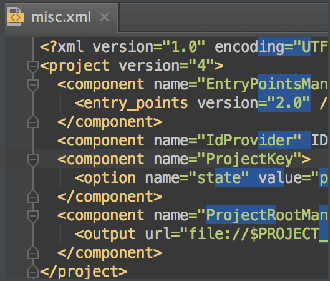 misc.xml ×
<?xml version="1.0" encoding="UTF
<project version="4">
<component name="EntryPointsMan
<entry_points version="2.0" /
</component>
<component name="IdProvider" ID
<component name="ProjectKey">
<option name="state" value="p
</component>
<component name="ProjectRootMan
<output url="file://$PROJECT_
</component>
</project>